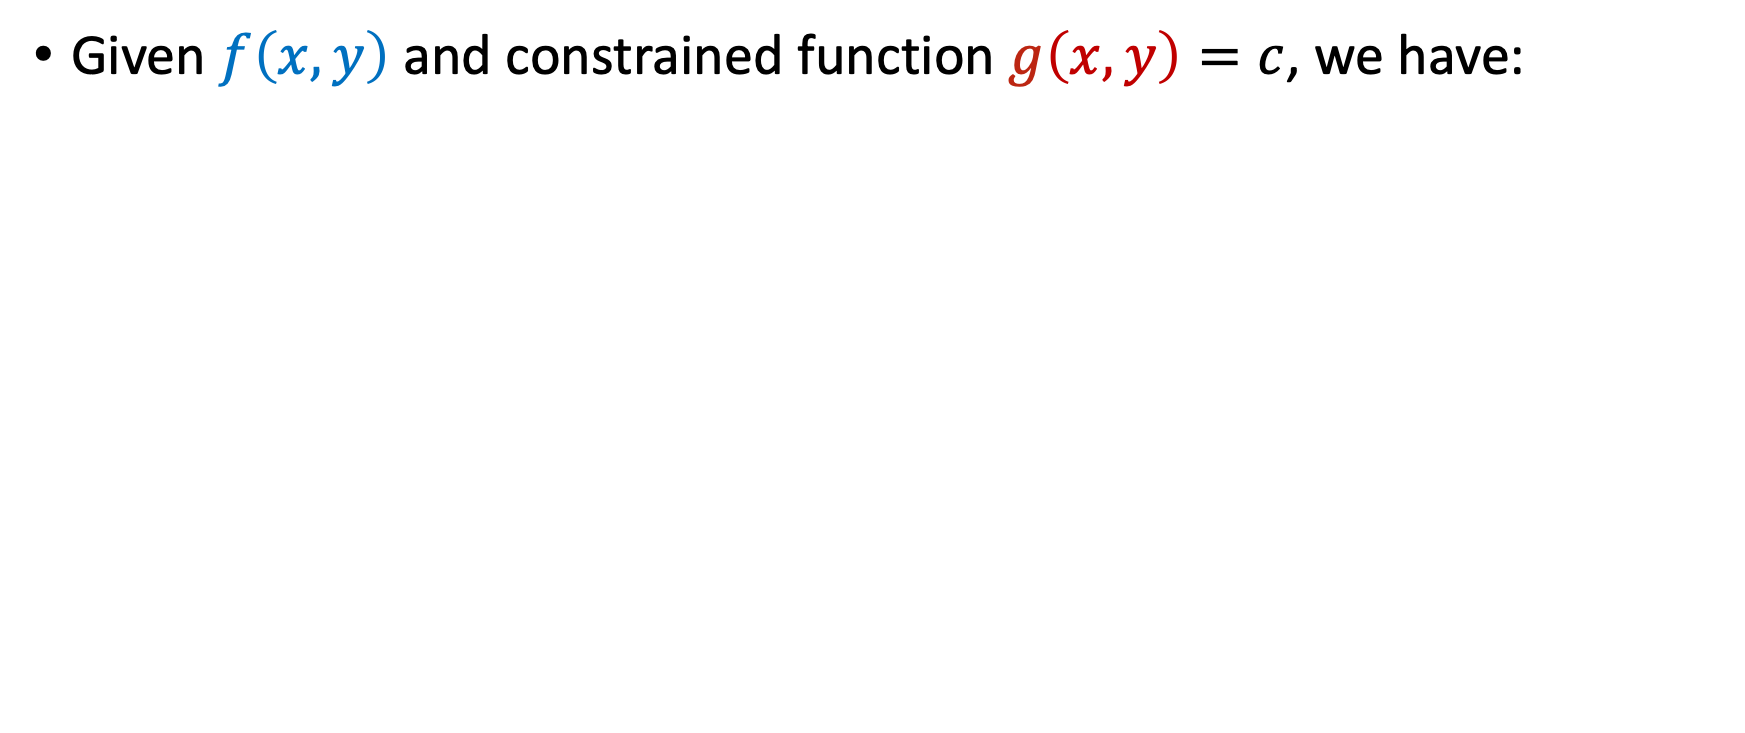 • Given f(x, y) and constrained function g(x, y) = c, we have: